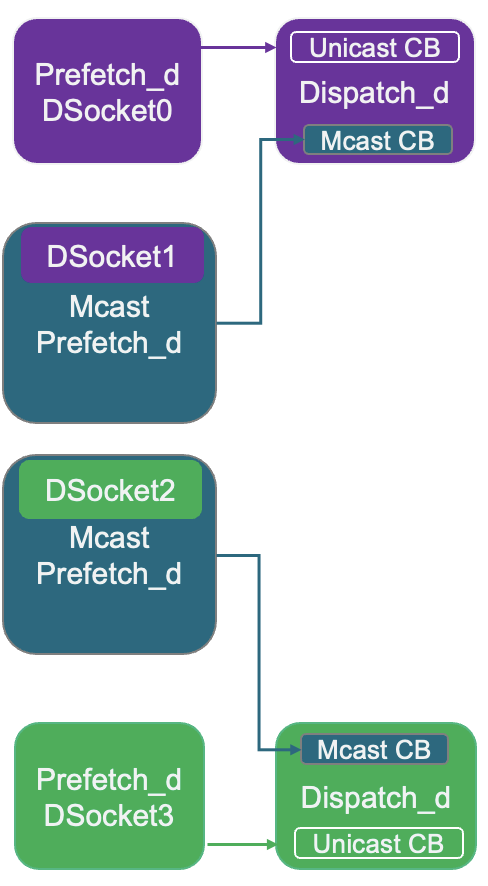 Prefetch_d
DSocket0
Unicast CB
Dispatch_d
Mcast CB
DSocket1
Mcast
Prefetch_d
DSocket2
Mcast
Prefetch_d
Prefetch_d
DSocket3
Mcast CB
Dispatch_d
Unicast CB